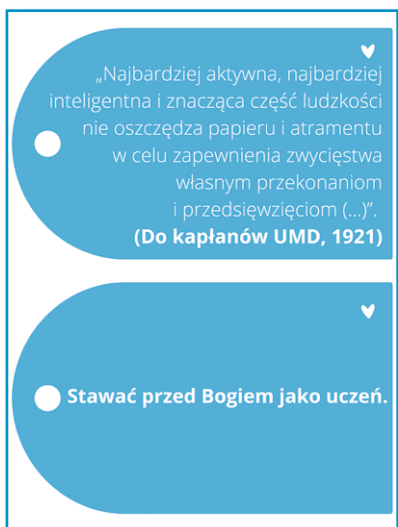 „Najbardziej aktywna, najbardziej
inteligentna i znacząca część ludzkości
nie oszczędza papieru i atramentu
w celu zapewnienia zwycięstwa
własnym przekonaniom
i przedsięwzięciom (...)”.
(Do kapłanów UMD, 1921)
Stawać przed Bogiem jako uczeń.